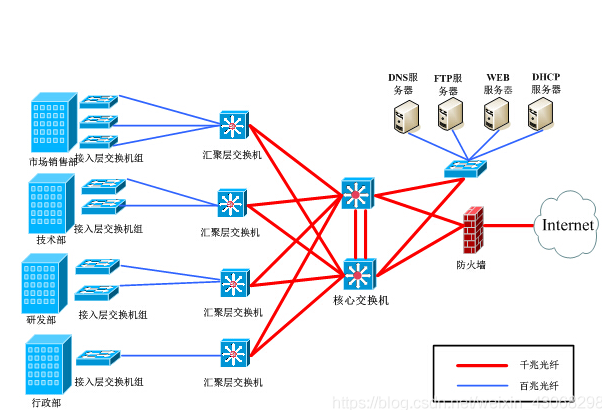 DNS服
务器
FTP服
务器
WEB
服务器
DHCP
服务器
市场销售部
接入层交换机组
汇聚层交换机
技术部
接入层交换机组
汇聚层交换机
Internet
防火墙
核心交换机
研发部
接入层交换机组
汇聚层交换机
行政部
接入层交换机组
汇聚层交换机
千兆光纤
百兆光纤